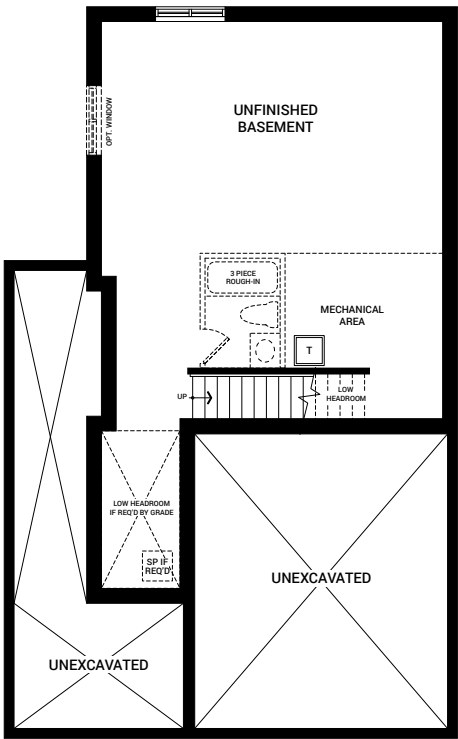 UNFINISHED
BASEMENT
OPT. WINDOW
3 PIECE
ROUGH-IN
MECHANICAL
AREA
T
UP
LOW
HEADROOM
LOW HEADROOM
IF REQ'D BY GRADE
SP IF
REQ'D
UNEXCAVATED
UNEXCAVATED